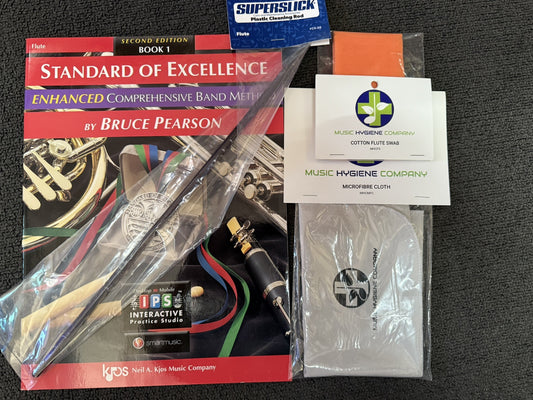 SUPERSLICK
Plastic Cleaning Rod
Flute
Flute
SECOND EDITION
BOOK 1
STANDARD OF EXCELLENCE
ENHANCED COMPREHENSIVE BAND METHOD
BY BRUCE PEARSON
IPS
INTERACTIVE
Practice Studio
smartmusic
kjos Neil A. Kjos Music Company
MUSIC HYGIENE COMPANY
COTTON FLUTE SWAB
MUSIC HYGIENE COMPANY
MICROFIBRE CLOTH
MUSIC HYGIENE COMPANY